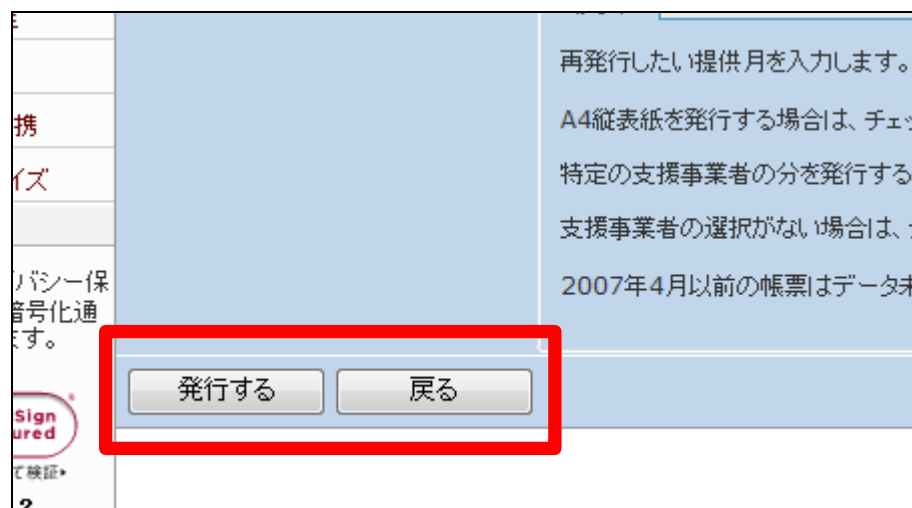 携
イズ
バシー保
暗号化通
ます。
Sign
ured
て検証
再発行したい提供月を入力します。
A4縦表紙を発行する場合は、チェッ
特定の支援事業者の分を発行する
支援事業者の選択がない場合は、
2007年4月以前の帳票はデータ未
発行する
戻る